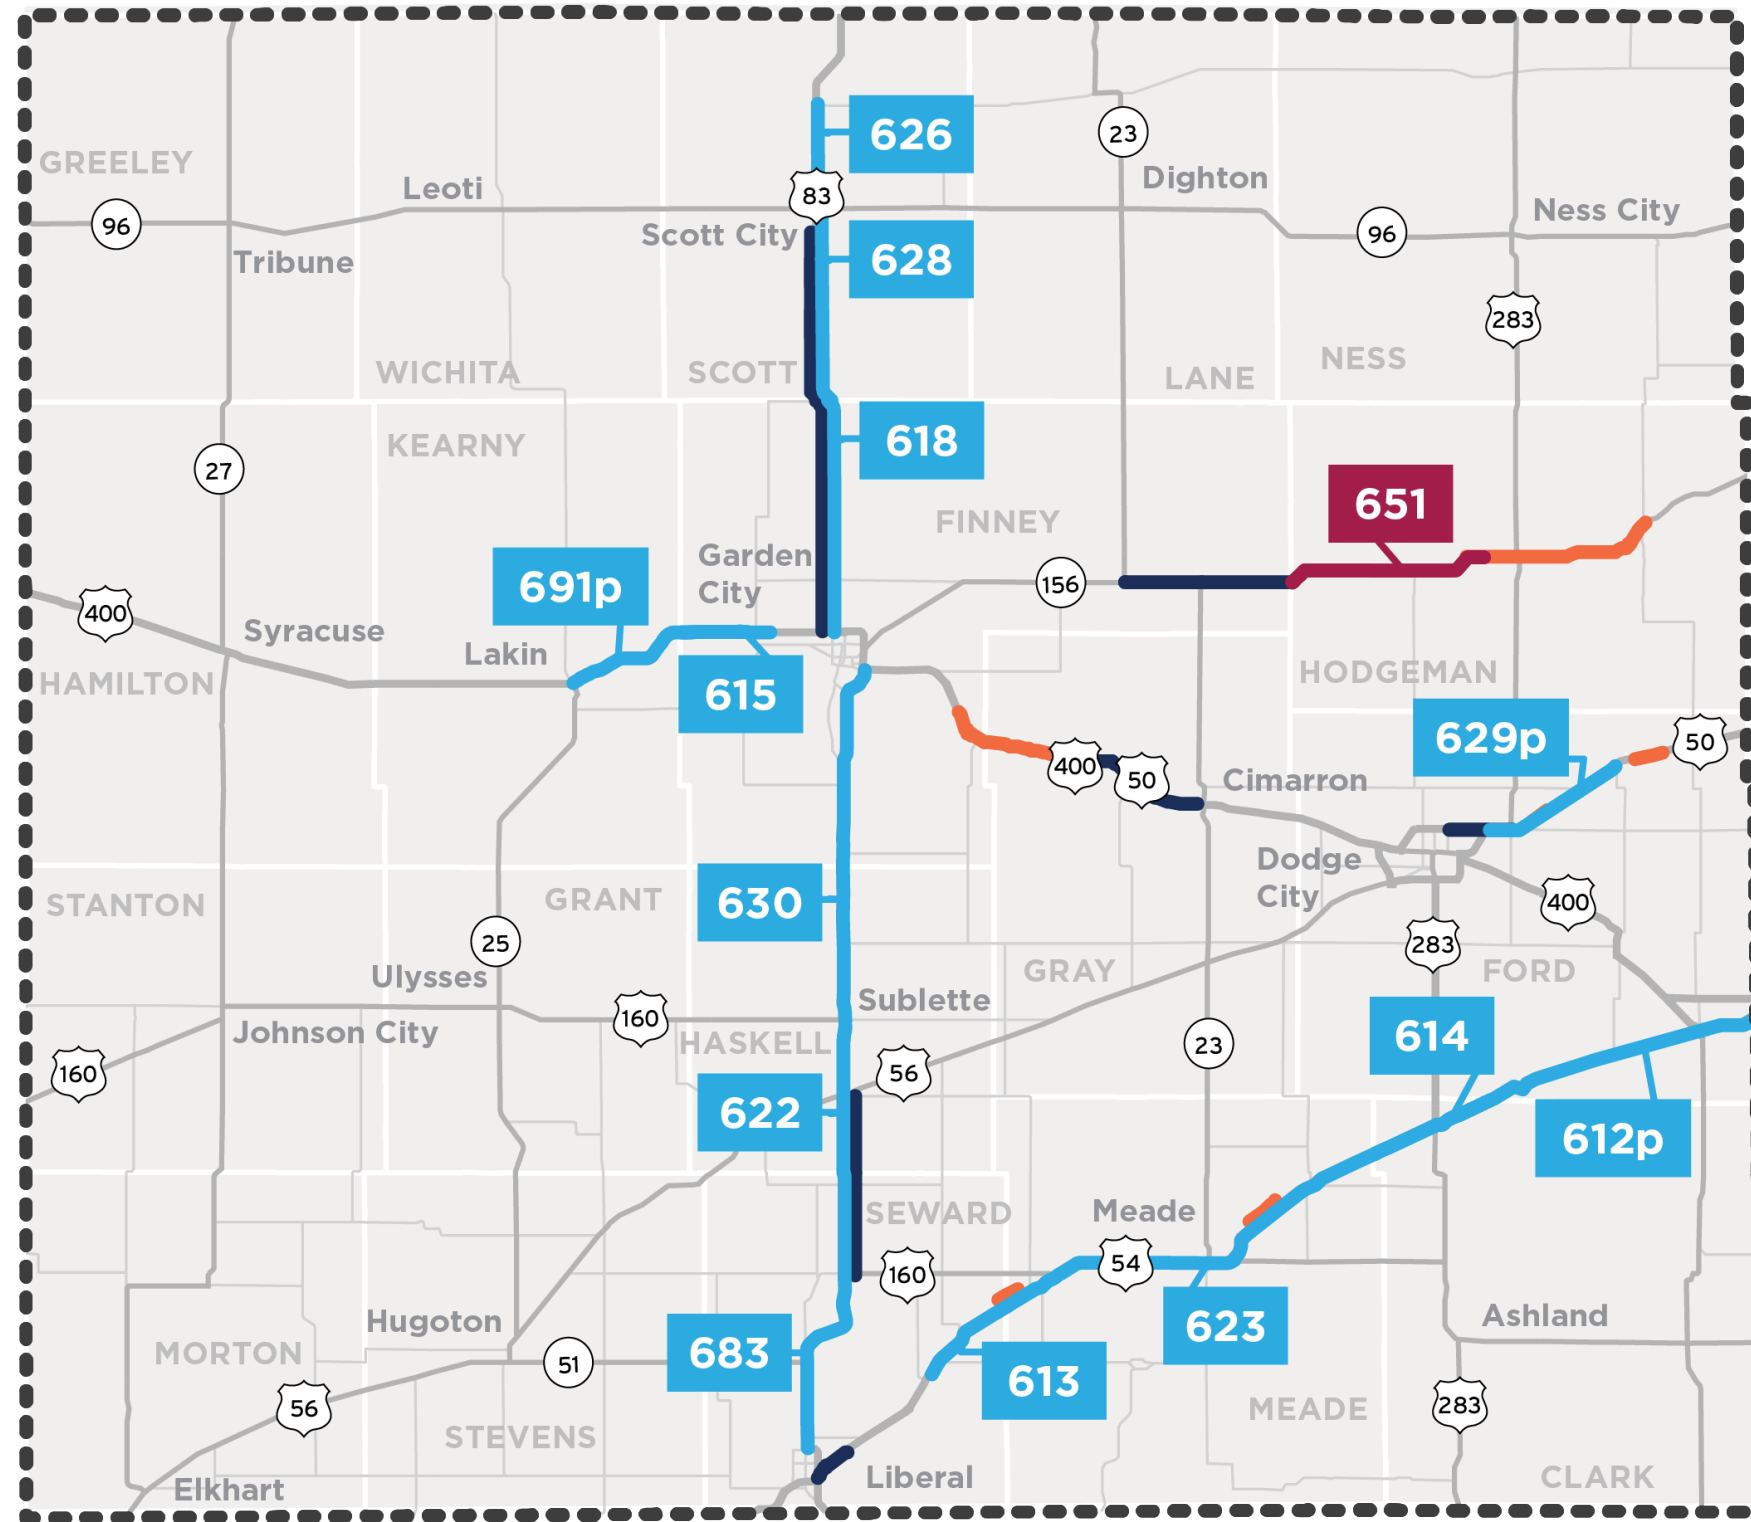 626
23
GREELEY
Dighton
Leoti
83
96
Ness City
96
Scott City
Tribune
628
283
WICHITA
SCOTT
LANE
NESS
KEARNY
618
27
651
FINNEY
Garden
City
691p
156
400
Syracuse
Lakin
HAMILTON
615
HODGEMAN
629p
50
400
50
Cimarron
Dodge
City
STANTON
GRANT
630
400
25
283
Ulysses
GRAY
FORD
Sublette
160
Johnson City
HASKELL
614
23
160
56
622
612p
SEWARD
Meade
54
160
Hugoton
Ashland
623
MORTON
683
51
613
56
283
MEADE
STEVENS
Liberal
CLARK
Elkhart